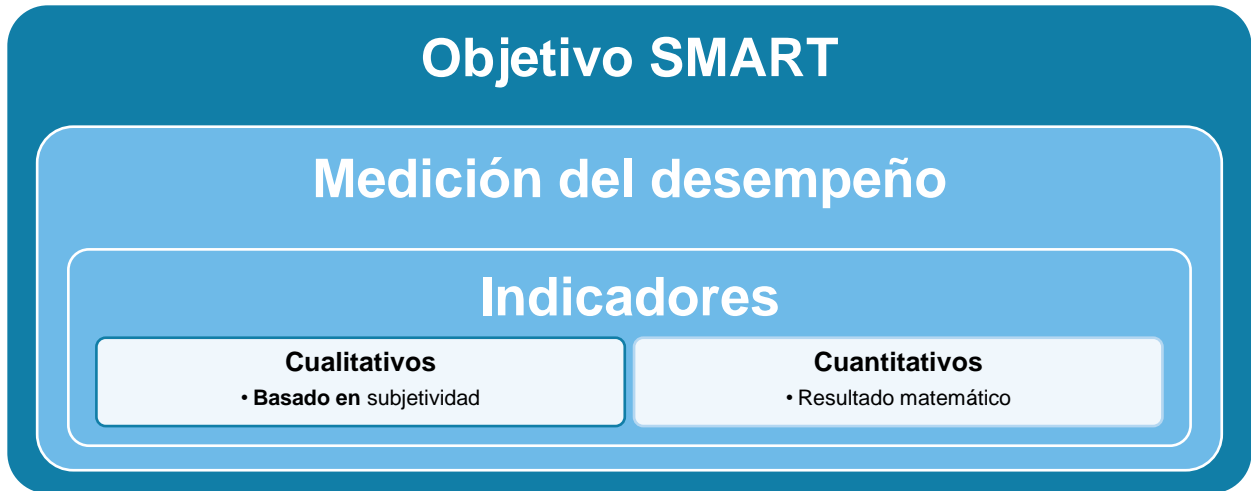 Objetivo SMART
Medición del desempeño
Indicadores
Cualitativos
• Basado en subjetividad
Cuantitativos
• Resultado matemático